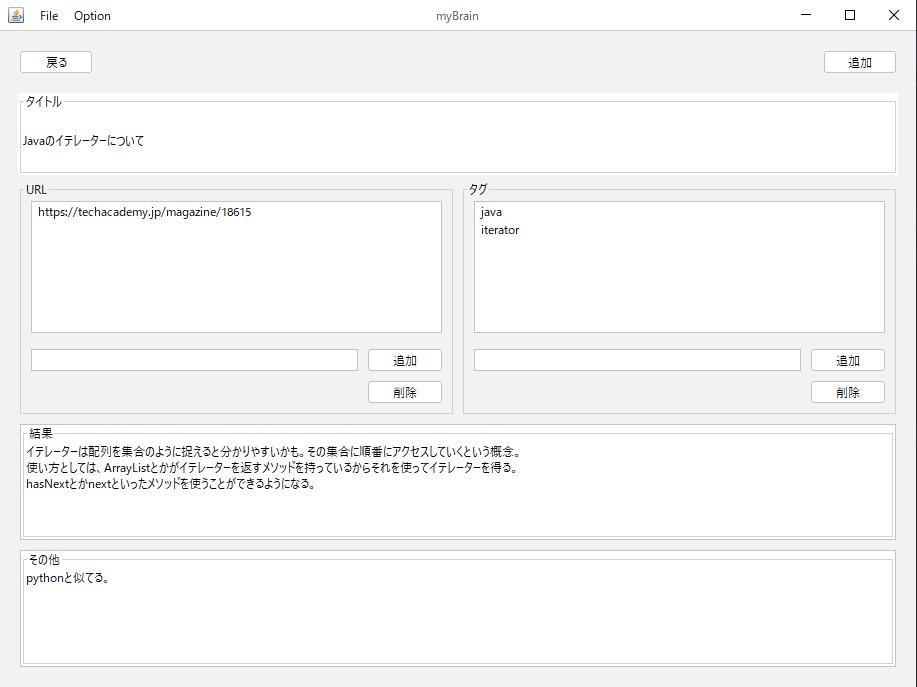 File Option myBrain
戻る 追加
タイトル
Javaのイテレーターについて
URL
https://techacademy.jp/magazine/18615
追加
削除
タグ
java
iterator
追加
削除
結果
イテレーターは配列を集合のように捉えると分かりやすいかも。その集合に順番にアクセスしていくという概念。
使い方としては、ArrayListとかがイテレーターを返すメソッドを持っているからそれを使ってイテレーターを得る。
hasNextとかnextといったメソッドを使うことができるようになる。
その他
pythonと似てる。